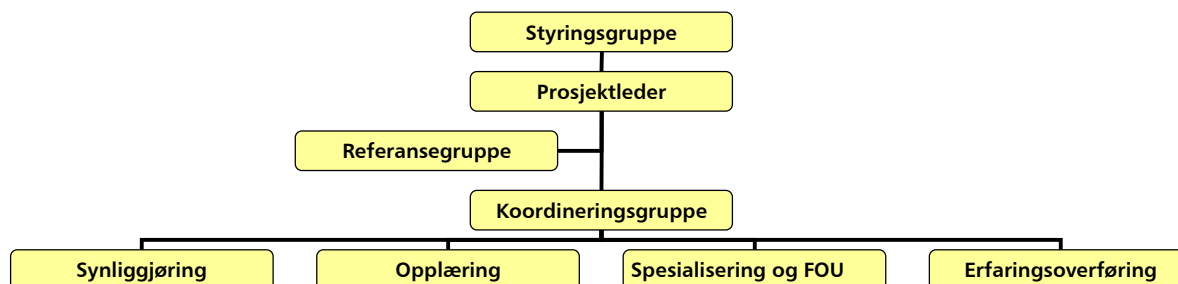 Styringsgruppe
Prosjektleder
Referansegruppe
Koordineringsgruppe
Synliggjøring
Opplæring
Spesialisering og FOU
Erfaringsoverføring